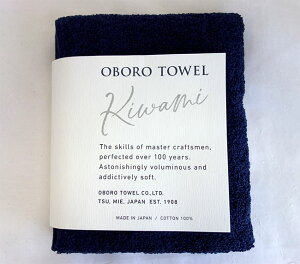 OBORO TOWEL
Kiwami
The skills of master craftsmen,
perfected over 100 years.
Astonishingly voluminous and
addictively soft.
OBORO TOWEL CO.,LTD.
TSU, MIE, JAPAN EST. 1908
MADE IN JAPAN / COTTON 100%